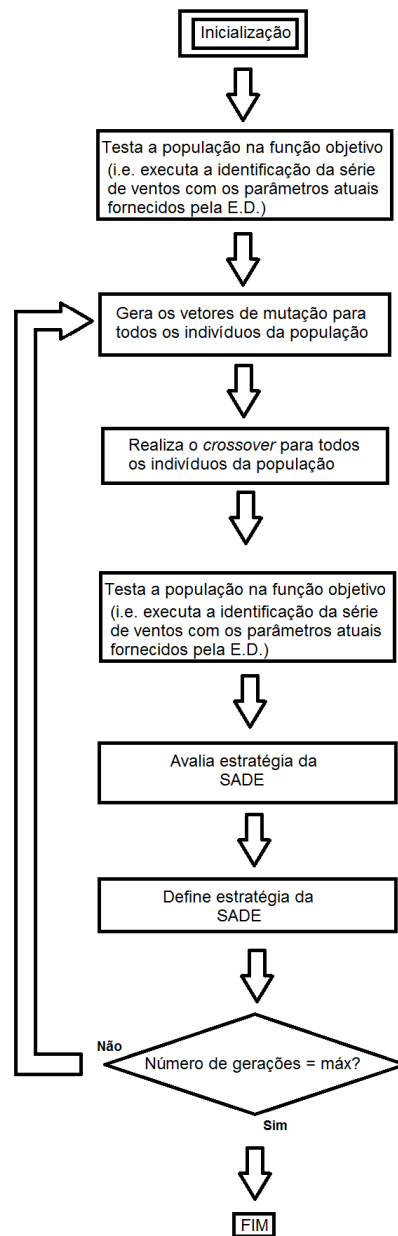 Inicialização
Testa a população na função objetivo
(i.e. executa a identificação da série
de ventos com os parâmetros atuais
fornecidos pela E.D.)
Gera os vetores de mutação para
todos os indivíduos da população
Realiza o crossover para todos
os indivíduos da população
Testa a população na função objetivo
(i.e. executa a identificação da série
de ventos com os parâmetros atuais
fornecidos pela E.D.)
Avalia estratégia da
SADE
Define estratégia da
SADE
Não
Número de gerações = máx?
Sim
FIM